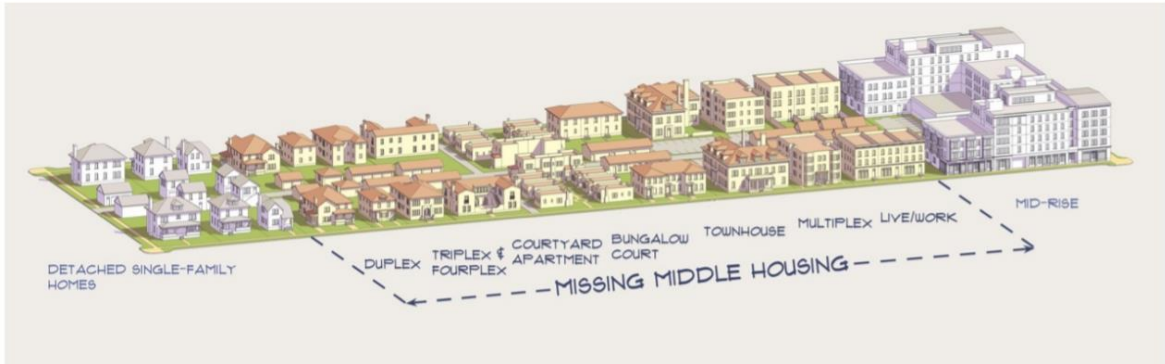 DETACHED SINGLE-FAMILY
HOMES
DUPLEX
TRIPLEX &
FOURPLEX
COURTYARD
APARTMENT
BUNGALOW
COURT
TOWNHOUSE
MULTIPLEX
LIVE/WORK
MID-RISE
MISSING MIDDLE HOUSING